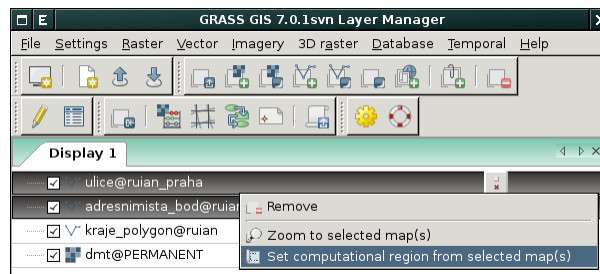 GRASS GIS 7.0.1svn Layer Manager
File Settings Raster Vector Imagery 3D raster Database Temporal Help
Display 1
ulice@ruian_praha
adresnimista_bod@ruian
Remove
kraje_polygon@ruian
Zoom to selected map(s)
dmt@PERMANENT
Set computational region from selected map(s)